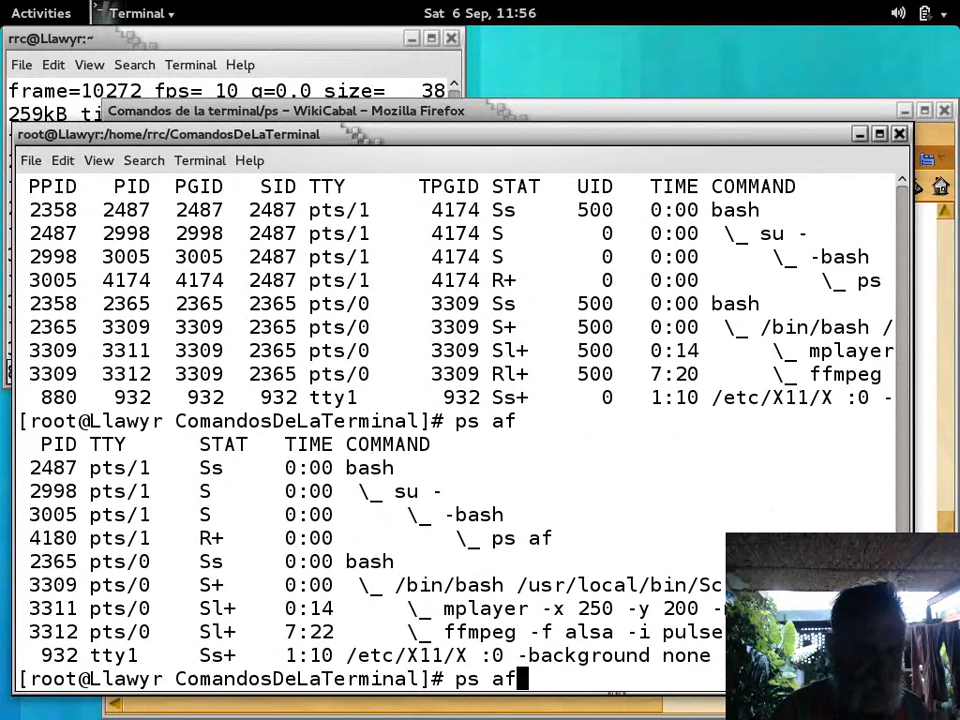 Activities Terminal Sat 6 Sep, 11:56
rrc@Llawyr:~
File Edit View Search Terminal Help
frame=10272 fps= 10 q=0.0 size= 38
259kB ti
Comandos de la terminal/ps – WikiCabal – Mozilla Firefox
root@Llawyr:/home/rrc/ComandosDeLaTerminal
File Edit View Search Terminal Help
PPID PID PGID SID TTY TPGID STAT UID TIME COMMAND
2358 2487 2487 2487 pts/1 4174 Ss 500 0:00 bash
2487 2998 2998 2487 pts/1 4174 S 0 0:00 \_ su -
2998 3005 3005 2487 pts/1 4174 S 0 0:00 \_ -bash
3005 4174 4174 2487 pts/1 4174 R+ 0 0:00 \_ ps
2358 2365 2365 2365 pts/0 3309 Ss 500 0:00 bash
2365 3309 3309 2365 pts/0 3309 S+ 500 0:00 \_ /bin/bash /
3309 3311 3309 2365 pts/0 3309 Sl+ 500 0:14 \_ mplayer
3309 3312 3309 2365 pts/0 3309 Rl+ 500 7:20 \_ ffmpeg
880 932 932 932 tty1 932 Ss+ 0 1:10 /etc/X11/X :0 -
[root@Llawyr ComandosDeLaTerminal]# ps af
PID TTY STAT TIME COMMAND
2487 pts/1 Ss 0:00 bash
2998 pts/1 S 0:00 \_ su -
3005 pts/1 S 0:00 \_ -bash
4180 pts/1 R+ 0:00 \_ ps af
2365 pts/0 Ss 0:00 bash
3309 pts/0 S+ 0:00 \_ /bin/bash /usr/local/bin/Sc
3311 pts/0 Sl+ 0:14 \_ mplayer -x 250 -y 200 -
3312 pts/0 Sl+ 7:22 \_ ffmpeg -f alsa -i pulse
932 tty1 Ss+ 1:10 /etc/X11/X :0 -background none
[root@Llawyr ComandosDeLaTerminal]# ps af